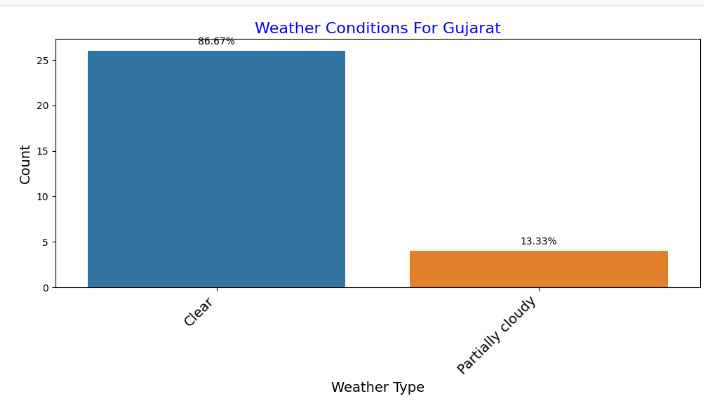 Weather Conditions For Gujarat
86.67%
25
20
15
10
5
0
Count
13.33%
Clear
Partially cloudy
Weather Type